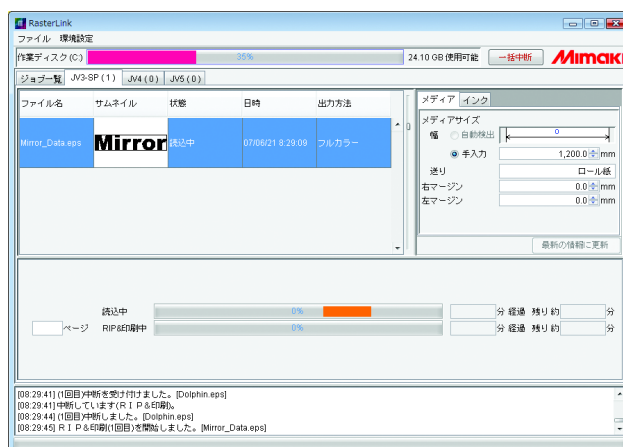 RasterLink
ファイル 環境設定
作業ディスク(C:) 35% 24.10 GB 使用可能 一括中断 Mimaki
ジョブ一覧 JV3-SP(1) JV4(0) JV5(0)
ファイル名 サムネイル 状態 日時 出力方法
Mirror_Data.eps Mirror 読込中 07/06/21 8:29:09 フルカラー
メディア インク
メディアサイズ
幅 自動検出 0
手入力 1,200.0 mm
送り ロール紙
右マージン 0.0 mm
左マージン 0.0 mm
最新の情報に更新
読込中 0% 分 経過 残り約 分
ページ RIP&印刷中 0% 分 経過 残り約 分
[08:29:41] (1回目)中断を受け付けました。[Dolphin.eps]
[08:29:41] 中断しています(ＲＩＰ&印刷)。
[08:29:44] (1回目)中断しました。[Dolphin.eps]
[08:29:45] ＲＩＰ&印刷(1回目)を開始しました。[Mirror_Data.eps]